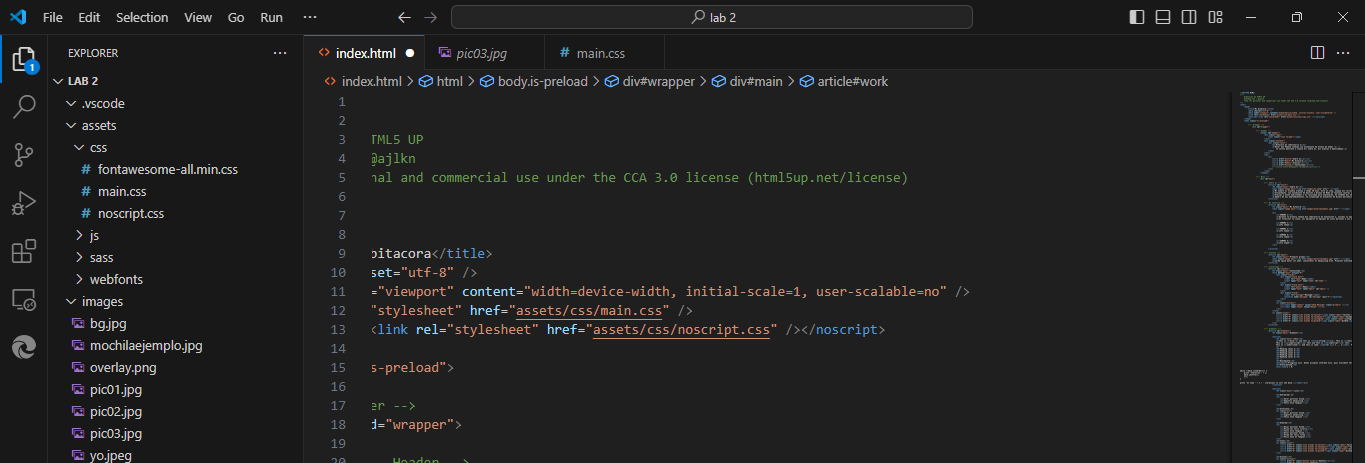 File Edit Selection View Go Run ··· lab 2
EXPLORER ···
1
LAB 2
.vscode
assets
css
# fontawesome-all.min.css
# main.css
# noscript.css
js
sass
webfonts
images
bg.jpg
mochilaejemplo.jpg
overlay.png
pic01.jpg
pic02.jpg
pic03.jpg
yo.jpeg
<> index.html ● pic03.jpg # main.css ···
<> index.html > html > body.is-preload > div#wrapper > div#main > article#work
1
2
3 TML5 UP
4 @ajlkn
5 nal and commercial use under the CCA 3.0 license (html5up.net/license)
6
7
8
9 bitacora</title>
10 set="utf-8" />
11 ="viewport" content="width=device-width, initial-scale=1, user-scalable=no" />
12 "stylesheet" href="assets/css/main.css" />
13 <link rel="stylesheet" href="assets/css/noscript.css" /></noscript>
14
15 s-preload">
16
17 er -->
18 d="wrapper">
19
20 Header -->